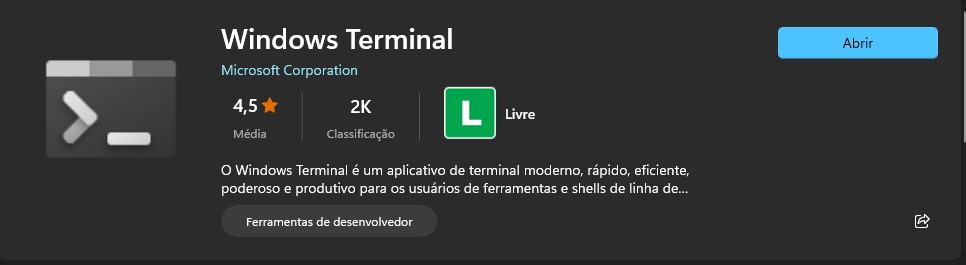 Windows Terminal
Abrir
Microsoft Corporation
4,5
2K
L
Livre
Média
Classificação
O Windows Terminal é um aplicativo de terminal moderno, rápido, eficiente,
poderoso e produtivo para os usuários de ferramentas e shells de linha de...
Ferramentas de desenvolvedor